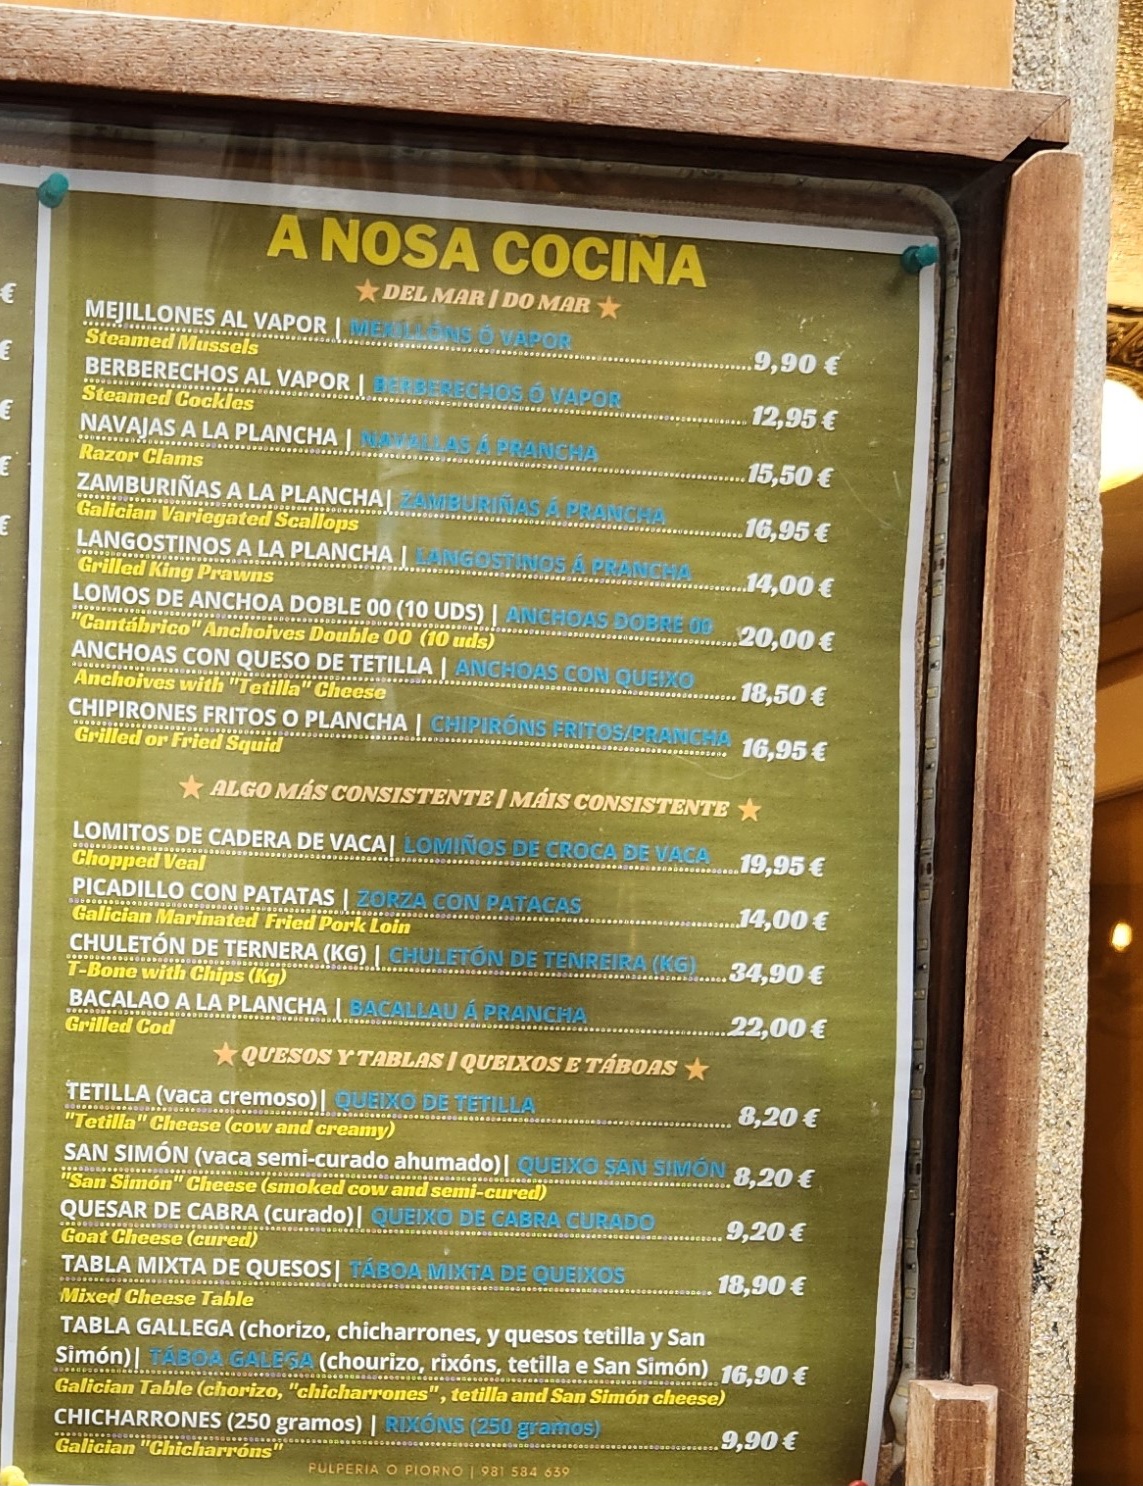 €
€
€
€
€
A NOSA COCIÑA
DEL MAR | DO MAR
MEJILLONES AL VAPOR | MEXILLÓNS Ó VAPOR
Steamed Mussels
9,90 €
BERBERECHOS AL VAPOR | BERBERECHOS Ó VAPOR
Steamed Cockles
12,95 €
NAVAJAS A LA PLANCHA | NAVALLAS Á PRANCHA
Razor Clams
15,50 €
ZAMBURIÑAS A LA PLANCHA| ZAMBURIÑAS Á PRANCHA
Galician Variegated Scallops
16,95 €
LANGOSTINOS A LA PLANCHA | LANGOSTINOS Á PRANCHA
Grilled King Prawns
14,00 €
LOMOS DE ANCHOA DOBLE 00 (10 UDS) | ANCHOAS DOBRE 00
"Cantábrico" Anchoives Double 00 (10 uds)
20,00 €
ANCHOAS CON QUESO DE TETILLA | ANCHOAS CON QUEIXO
Anchoives with "Tetilla" Cheese
18,50 €
CHIPIRONES FRITOS O PLANCHA | CHIPIRÓNS FRITOS/PRANCHA
Grilled or Fried Squid
16,95 €
ALGO MÁS CONSISTENTE | MÁIS CONSISTENTE
LOMITOS DE CADERA DE VACA| LOMIÑOS DE CROCA DE VACA
Chopped Veal
19,95 €
PICADILLO CON PATATAS | ZORZA CON PATACAS
Galician Marinated Fried Pork Loin
14,00 €
CHULETÓN DE TERNERA (KG) | CHULETÓN DE TENREIRA (KG)
T-Bone with Chips (Kg)
34,90 €
BACALAO A LA PLANCHA | BACALLAU Á PRANCHA
Grilled Cod
22,00 €
QUESOS Y TABLAS | QUEIXOS E TÁBOAS
TETILLA (vaca cremoso)| QUEIXO DE TETILLA
"Tetilla" Cheese (cow and creamy)
8,20 €
SAN SIMÓN (vaca semi-curado ahumado)| QUEIXO SAN SIMÓN
"San Simón" Cheese (smoked cow and semi-cured)
8,20 €
QUESAR DE CABRA (curado)| QUEIXO DE CABRA CURADO
Goat Cheese (cured)
9,20 €
TABLA MIXTA DE QUESOS| TÁBOA MIXTA DE QUEIXOS
Mixed Cheese Table
18,90 €
TABLA GALLEGA (chorizo, chicharrones, y quesos tetilla y San
Simón)| TÁBOA GALEGA (chourizo, rixóns, tetilla e San Simón)
16,90 €
Galician Table (chorizo, "chicharrones", tetilla and San Simón cheese)
CHICHARRONES (250 gramos) | RIXÓNS (250 gramos)
Galician "Chicharróns"
9,90 €
PULPERIA O PIORNO | 981 584 639